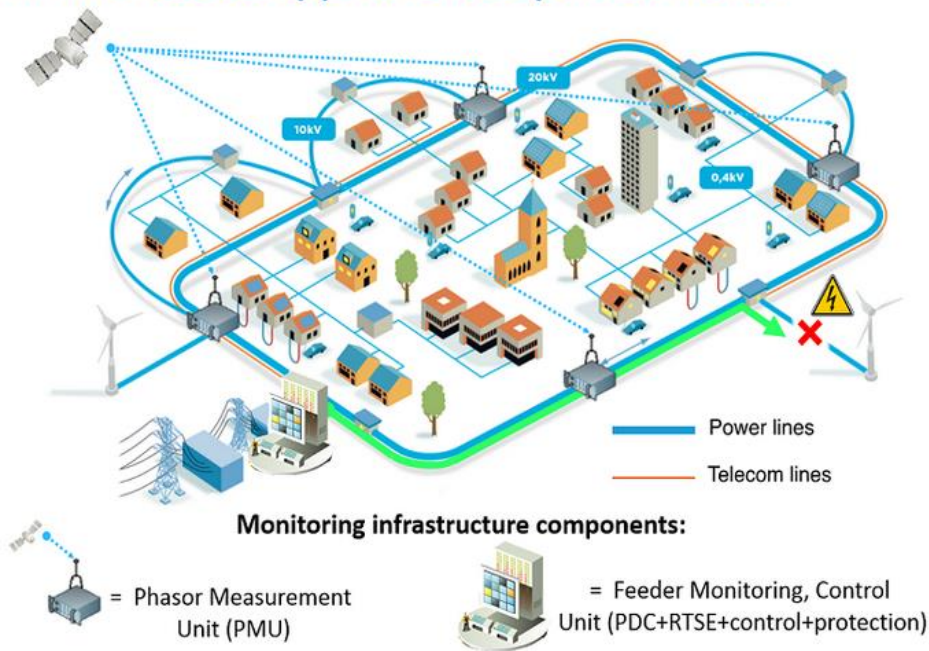 20kV
10kV
0,4kV
Power lines
Telecom lines
Monitoring infrastructure components:
= Phasor Measurement
Unit (PMU)
= Feeder Monitoring, Control
Unit (PDC+RTSE+control+protection)